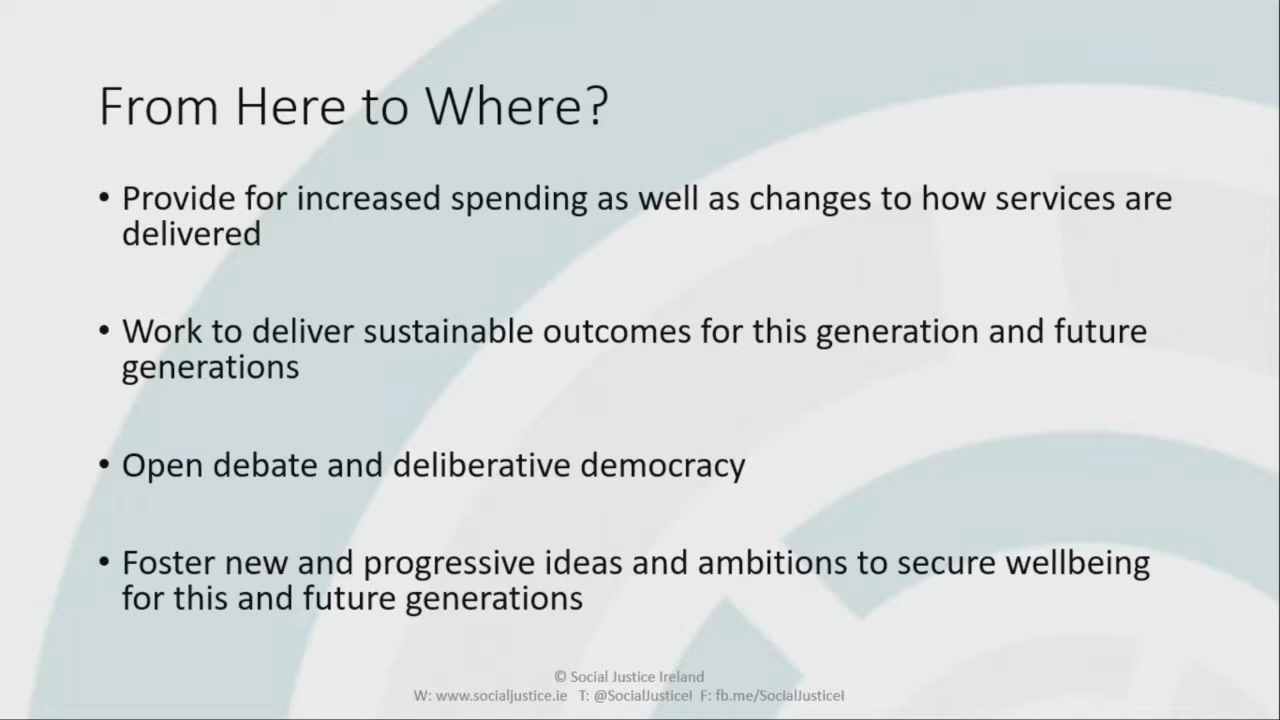 From Here to Where?
• Provide for increased spending as well as changes to how services are
delivered
• Work to deliver sustainable outcomes for this generation and future
generations
• Open debate and deliberative democracy
• Foster new and progressive ideas and ambitions to secure wellbeing
for this and future generations
© Social Justice Ireland
W: www.socialjustice.ie T: @SocialJusticeI F: fb.me/SocialJusticeI